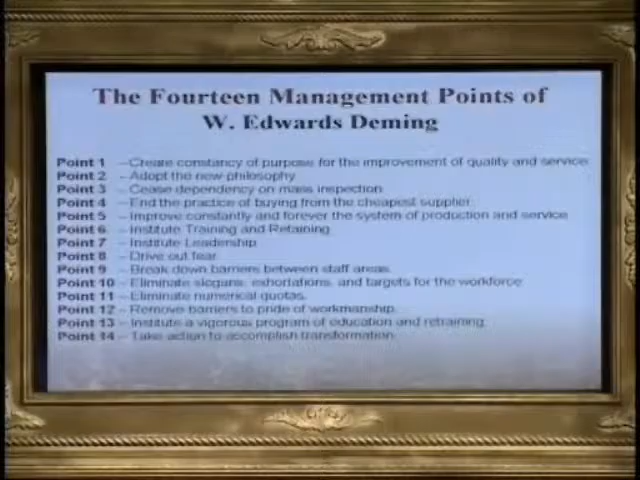 The Fourteen Management Points of
W. Edwards Deming
Point 1 – Create constancy of purpose for the improvement of quality and service
Point 2 – Adopt the new philosophy
Point 3 – Cease dependency on mass inspection
Point 4 – End the practice of buying from the cheapest supplier
Point 5 – Improve constantly and forever the system of production and service
Point 6 – Institute Training and Retaining
Point 7 – Institute Leadership
Point 8 – Drive out fear
Point 9 – Break down barriers between staff areas.
Point 10 – Eliminate slogans, exhortations, and targets for the workforce
Point 11 – Eliminate numerical quotas.
Point 12 – Remove barriers to pride of workmanship.
Point 13 – Institute a vigorous program of education and retraining.
Point 14 – Take action to accomplish transformation.